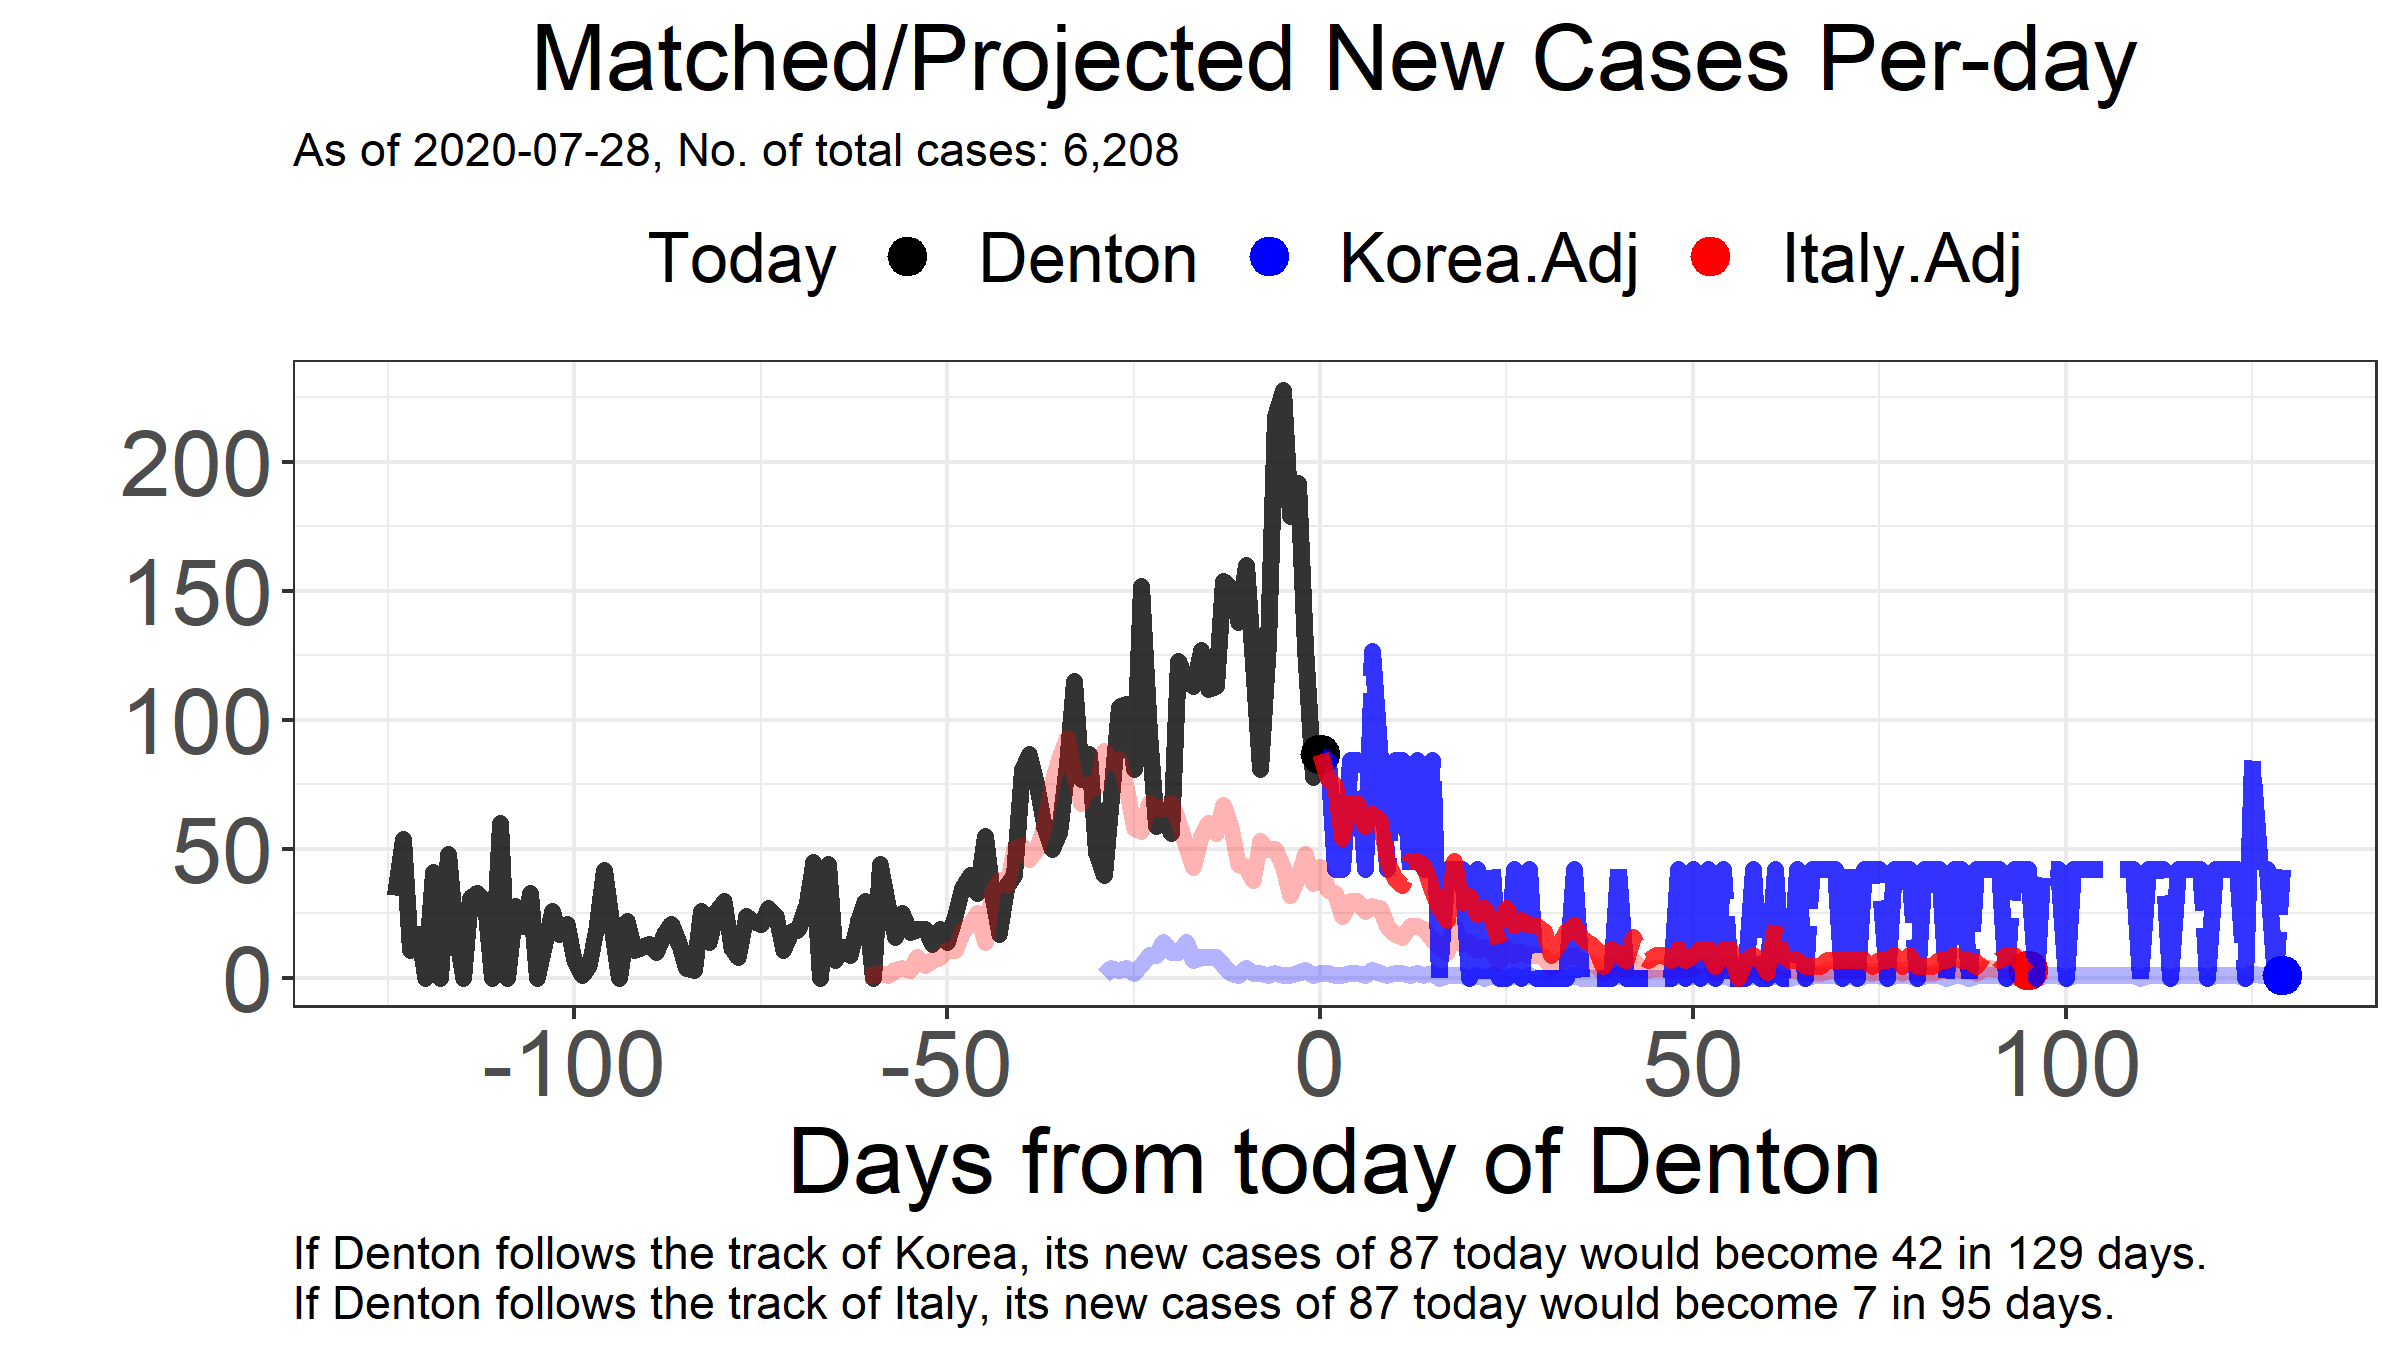 Matched/Projected New Cases Per-day
As of 2020-07-28, No. of total cases: 6,208
Today Denton Korea.Adj Italy.Adj
200
150
100
50
0
-100 -50 0 50 100
Days from today of Denton
If Denton follows the track of Korea, its new cases of 87 today would become 42 in 129 days.
If Denton follows the track of Italy, its new cases of 87 today would become 7 in 95 days.